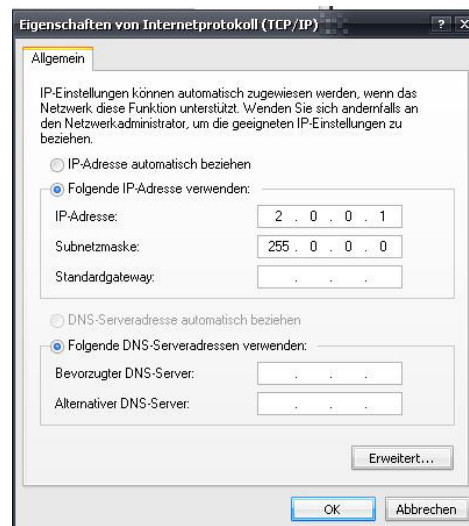 Eigenschaften von Internetprotokoll (TCP/IP)
Allgemein
IP-Einstellungen können automatisch zugewiesen werden, wenn das
Netzwerk diese Funktion unterstützt. Wenden Sie sich andernfalls an
den Netzwerkadministrator, um die geeigneten IP-Einstellungen zu
beziehen.
IP-Adresse automatisch beziehen
Folgende IP-Adresse verwenden:
IP-Adresse: 2 . 0 . 0 . 1
Subnetzmaske: 255 . 0 . 0 . 0
Standardgateway: . . .
DNS-Serveradresse automatisch beziehen
Folgende DNS-Serveradressen verwenden:
Bevorzugter DNS-Server: . . .
Alternativer DNS-Server: . . .
Erweitert...
OK Abbrechen